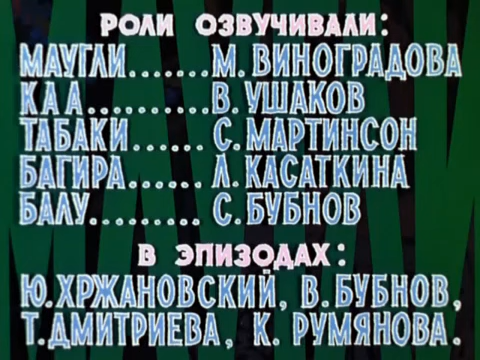 РОЛИ ОЗВУЧИВАЛИ:
МАУГЛИ.......М. ВИНОГРАДОВА
КАА..........В. УШАКОВ
ТАБАКИ...... С. МАРТИНСОН
БАГИРА...... Л. КАСАТКИНА
БАЛУ........ С. БУБНОВ
В ЭПИЗОДАХ:
Ю. ХРЖАНОВСКИЙ, В. БУБНОВ,
Т. ДМИТРИЕВА, К. РУМЯНОВА.